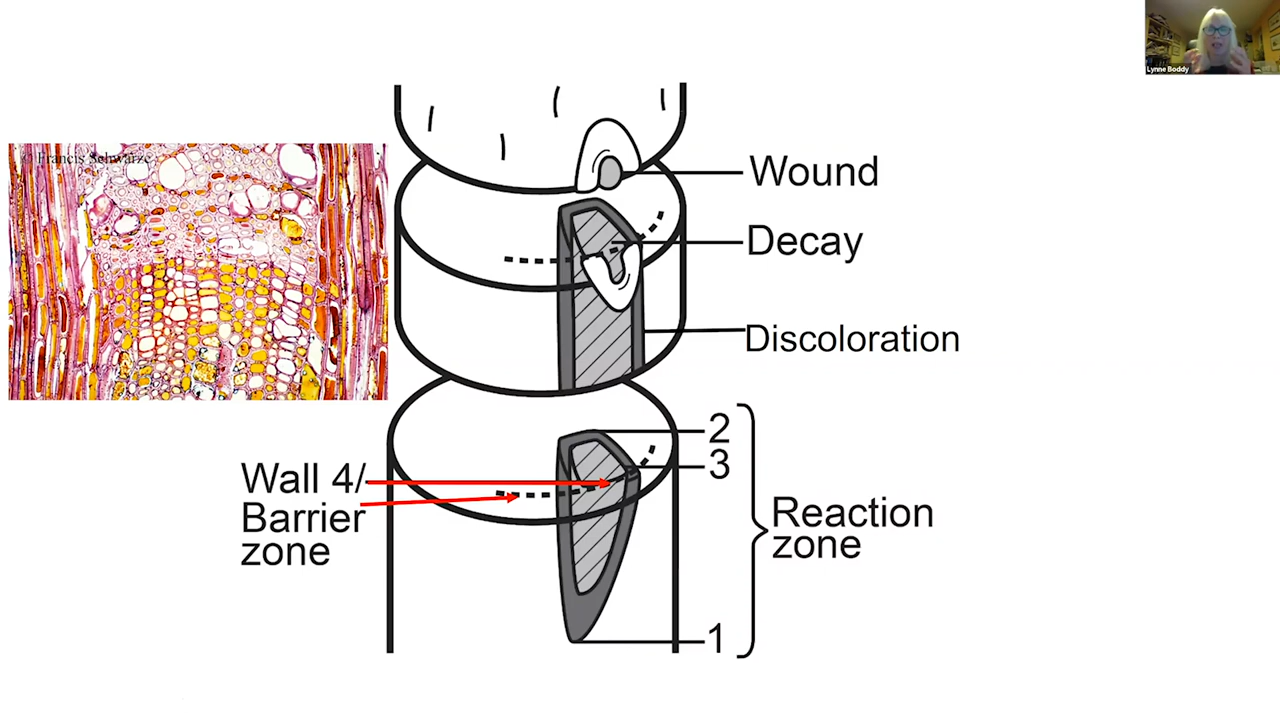 Lynne Boddy
© Francis Schwarze
Wound
Decay
Discoloration
2
3
Wall 4/
Barrier
zone
Reaction
zone
1